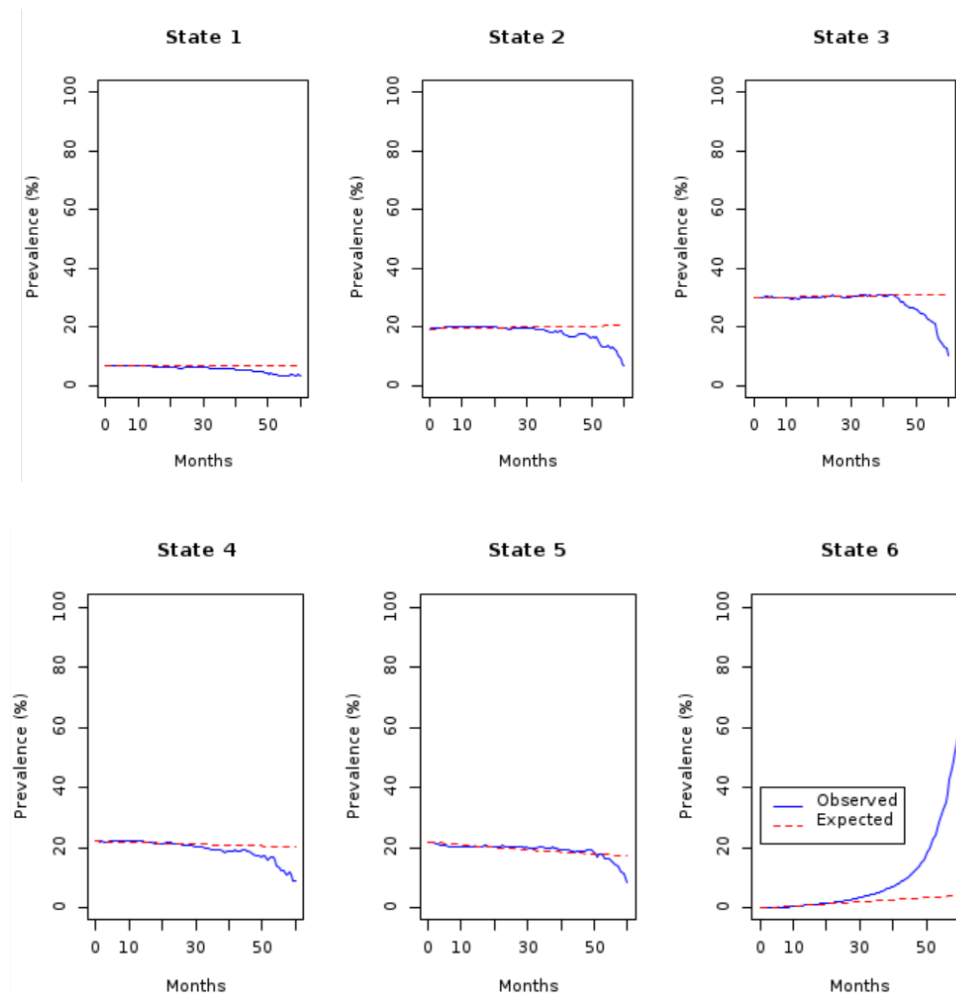 State 1
State 2
State 3
Prevalence (%)
100
80
60
40
20
0
0 10 30 50
Months
Prevalence (%)
100
80
60
40
20
0
0 10 30 50
Months
Prevalence (%)
100
80
60
40
20
0
0 10 30 50
Months
State 4
State 5
State 6
Prevalence (%)
100
80
60
40
20
0
0 10 30 50
Months
Prevalence (%)
100
80
60
40
20
0
0 10 30 50
Months
Prevalence (%)
100
80
60
40
20
0
Observed
Expected
0 10 30 50
Months